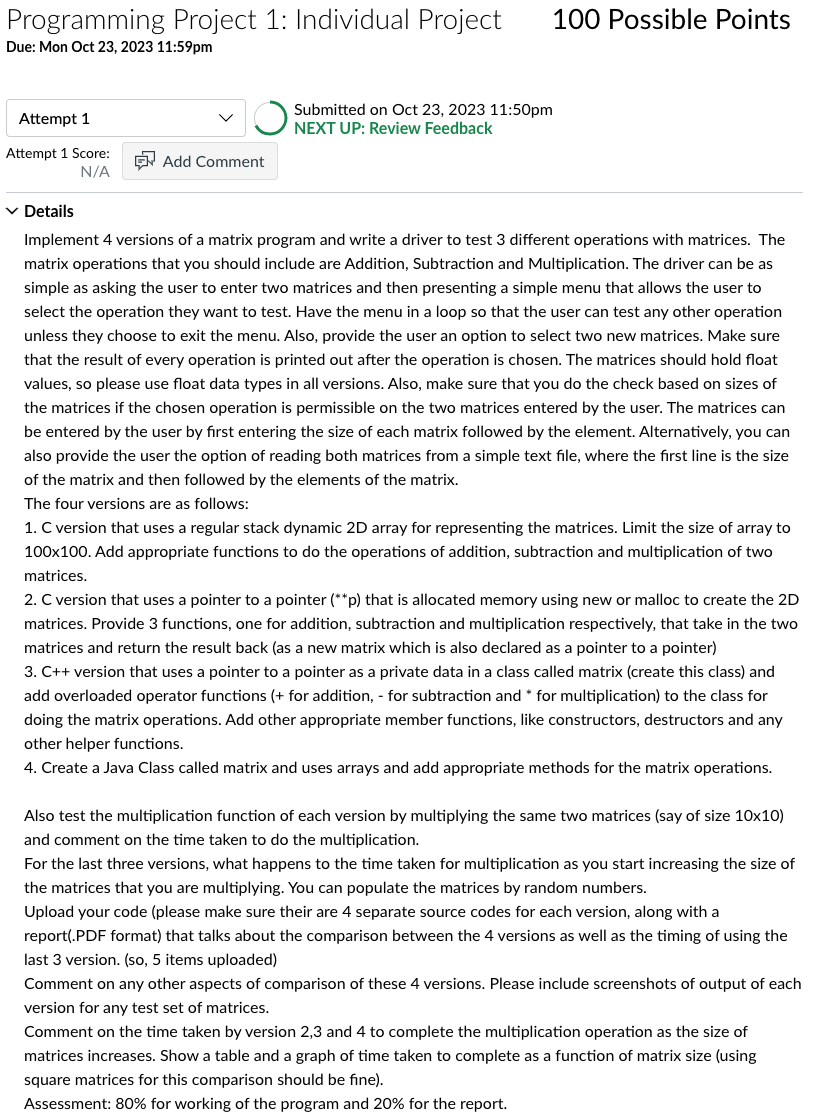 Programming Project 1: Individual Project 100 Possible Points
Due: Mon Oct 23, 2023 11:59pm
Attempt 1
Submitted on Oct 23, 2023 11:50pm
NEXT UP: Review Feedback
Attempt 1 Score:
N/A
Add Comment
Details
Implement 4 versions of a matrix program and write a driver to test 3 different operations with matrices.  The
matrix operations that you should include are Addition, Subtraction and Multiplication. The driver can be as
simple as asking the user to enter two matrices and then presenting a simple menu that allows the user to
select the operation they want to test. Have the menu in a loop so that the user can test any other operation
unless they choose to exit the menu. Also, provide the user an option to select two new matrices. Make sure
that the result of every operation is printed out after the operation is chosen. The matrices should hold float
values, so please use float data types in all versions. Also, make sure that you do the check based on sizes of
the matrices if the chosen operation is permissible on the two matrices entered by the user. The matrices can
be entered by the user by first entering the size of each matrix followed by the element. Alternatively, you can
also provide the user the option of reading both matrices from a simple text file, where the first line is the size
of the matrix and then followed by the elements of the matrix.
The four versions are as follows:
1. C version that uses a regular stack dynamic 2D array for representing the matrices. Limit the size of array to
100x100. Add appropriate functions to do the operations of addition, subtraction and multiplication of two
matrices.
2. C version that uses a pointer to a pointer (**p) that is allocated memory using new or malloc to create the 2D
matrices. Provide 3 functions, one for addition, subtraction and multiplication respectively, that take in the two
matrices and return the result back (as a new matrix which is also declared as a pointer to a pointer)
3. C++ version that uses a pointer to a pointer as a private data in a class called matrix (create this class) and
add overloaded operator functions (+ for addition, - for subtraction and * for multiplication) to the class for
doing the matrix operations. Add other appropriate member functions, like constructors, destructors and any
other helper functions.
4. Create a Java Class called matrix and uses arrays and add appropriate methods for the matrix operations.
Also test the multiplication function of each version by multiplying the same two matrices (say of size 10x10)
and comment on the time taken to do the multiplication.
For the last three versions, what happens to the time taken for multiplication as you start increasing the size of
the matrices that you are multiplying. You can populate the matrices by random numbers.
Upload your code (please make sure their are 4 separate source codes for each version, along with a
report(.PDF format) that talks about the comparison between the 4 versions as well as the timing of using the
last 3 version. (so, 5 items uploaded)
Comment on any other aspects of comparison of these 4 versions. Please include screenshots of output of each
version for any test set of matrices.
Comment on the time taken by version 2,3 and 4 to complete the multiplication operation as the size of
matrices increases. Show a table and a graph of time taken to complete as a function of matrix size (using
square matrices for this comparison should be fine).
Assessment: 80% for working of the program and 20% for the report.